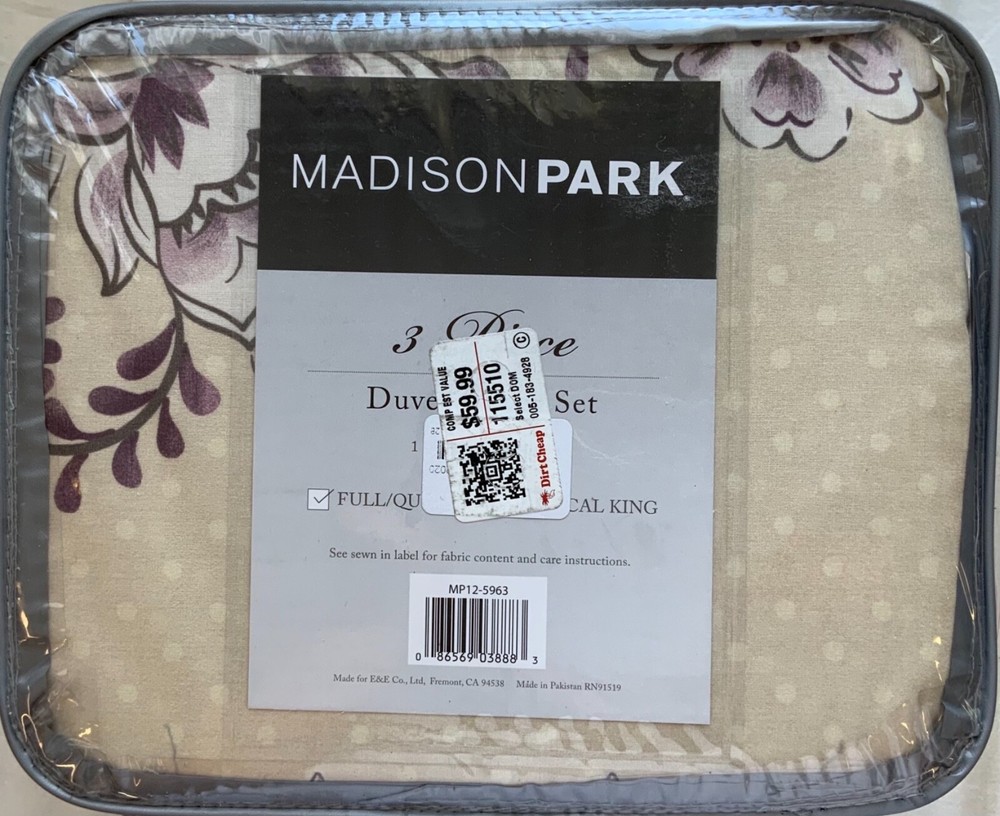 MADISONPARK
3 Piece
Duve Set
1
FULL/QU CAL KING
COMP EST VALUE
$59.99
115510
Select DOM
005-183-4928
Dirt Cheap
See sewn in label for fabric content and care instructions.
MP12-5963
0 86569 03888 3
Made for E&E Co., Ltd, Fremont, CA 94538 Made in Pakistan RN91519